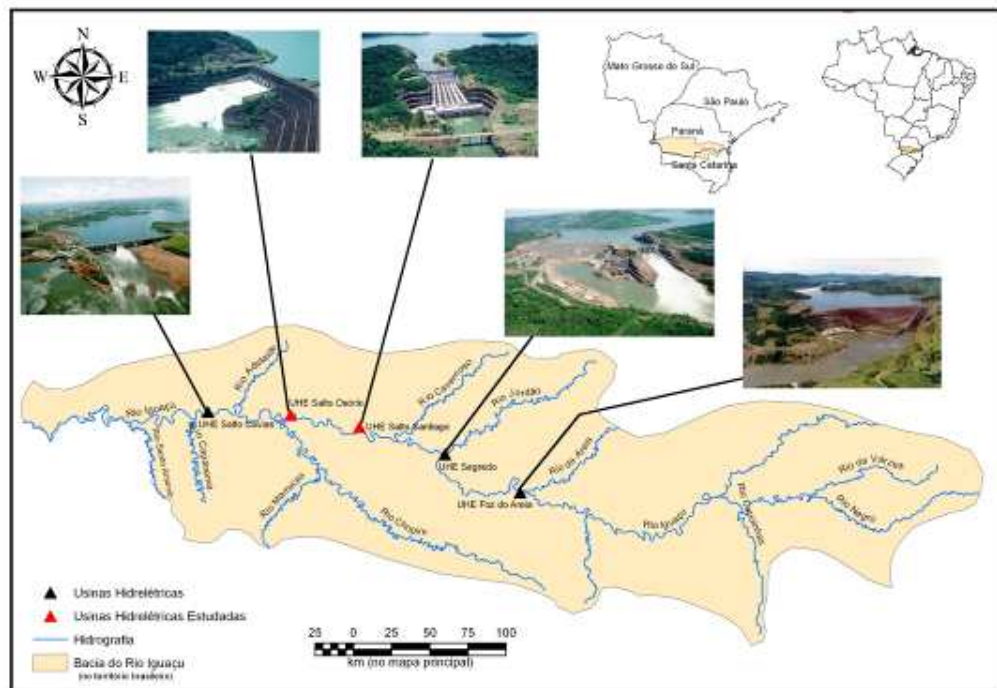 N
W E
S
Mato Grosso do Sul
São Paulo
Paraná
Santa Catarina
Rio Iguaçu
UHE Salto Caxias
UHE Salto Osório
UHE Salto Santiago
Rio Cavernoso
Rio Jordão
UHE Segredo
UHE Foz do Areia
Rio da Areia
Rio Chopim
Rio Iguaçu
Rio da Várzea
Rio Negro
Usinas Hidrelétricas
Usinas Hidrelétricas Estudadas
Hidrografia
Bacia do Rio Iguaçu
(no território brasileiro)
25 0 25 50 75 100
km (no mapa principal)